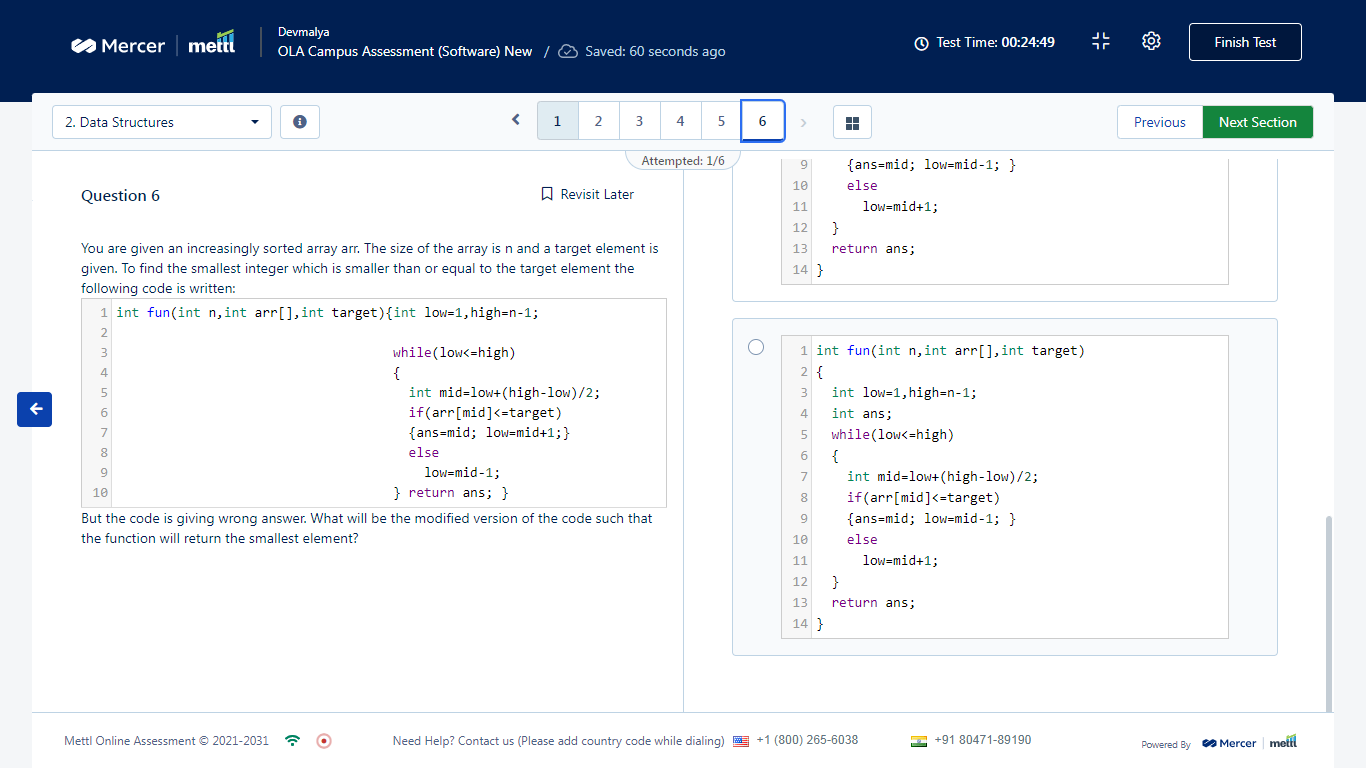 Mercer
mettl
Devmalya
OLA Campus Assessment (Software) New / Saved: 60 seconds ago
Test Time: 00:24:49
Finish Test
2. Data Structures
1 2 3 4 5 6
Previous
Next Section
Attempted: 1/6
Question 6
Revisit Later
You are given an increasingly sorted array arr. The size of the array is n and a target element is
given. To find the smallest integer which is smaller than or equal to the target element the
following code is written:
1 int fun(int n,int arr[],int target){int low=1,high=n-1;
2
3 while(low<=high)
4 {
5 int mid=low+(high-low)/2;
6 if(arr[mid]<=target)
7 {ans=mid; low=mid+1;}
8 else
9 low=mid-1;
10 } return ans; }
But the code is giving wrong answer. What will be the modified version of the code such that
the function will return the smallest element?
9 {ans=mid; low=mid-1; }
10 else
11 low=mid+1;
12 }
13 return ans;
14 }
1 int fun(int n,int arr[],int target)
2 {
3 int low=1,high=n-1;
4 int ans;
5 while(low<=high)
6 {
7 int mid=low+(high-low)/2;
8 if(arr[mid]<=target)
9 {ans=mid; low=mid-1; }
10 else
11 low=mid+1;
12 }
13 return ans;
14 }
Mettl Online Assessment © 2021-2031
Need Help? Contact us (Please add country code while dialing) +1 (800) 265-6038
+91 80471-89190
Powered By Mercer mettl